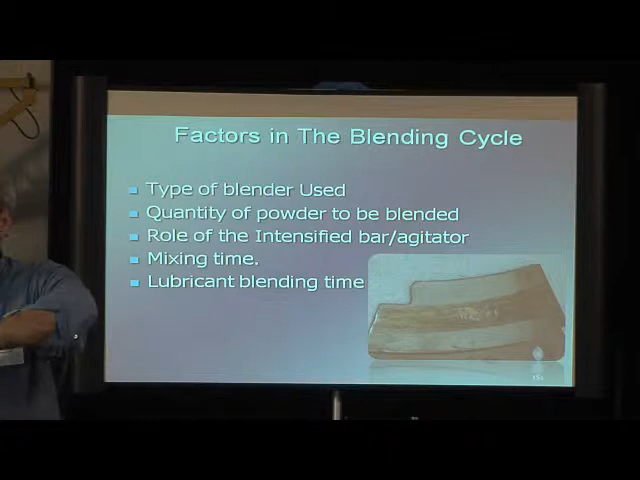 Factors in The Blending Cycle
Type of blender Used
Quantity of powder to be blended
Role of the Intensified bar/agitator
Mixing time.
Lubricant blending time